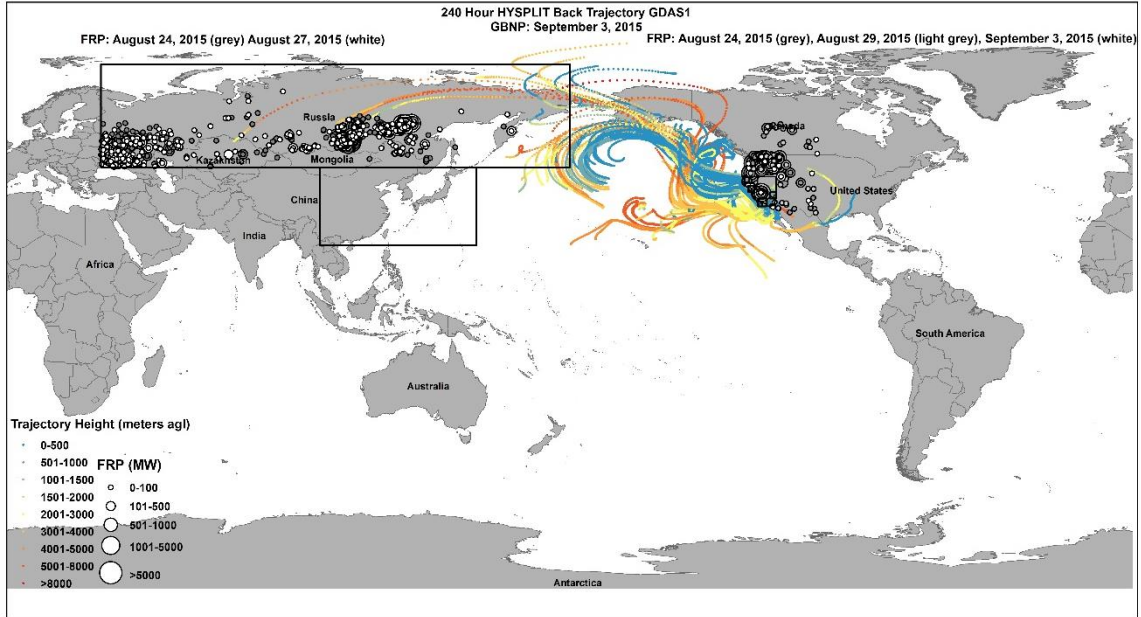 240 Hour HYSPLIT Back Trajectory GDAS1
GBNP: September 3, 2015
FRP: August 24, 2015 (grey) August 27, 2015 (white)
FRP: August 24, 2015 (grey), August 29, 2015 (light grey), September 3, 2015 (white)
Russia
Canada
Kazakhstan
Mongolia
United States
China
India
Africa
South America
Australia
Trajectory Height (meters agl)
0-500
501-1000
1001-1500
1501-2000
2001-3000
3001-4000
4001-5000
5001-8000
>8000
FRP (MW)
0-100
101-500
501-1000
1001-5000
>5000
Antarctica